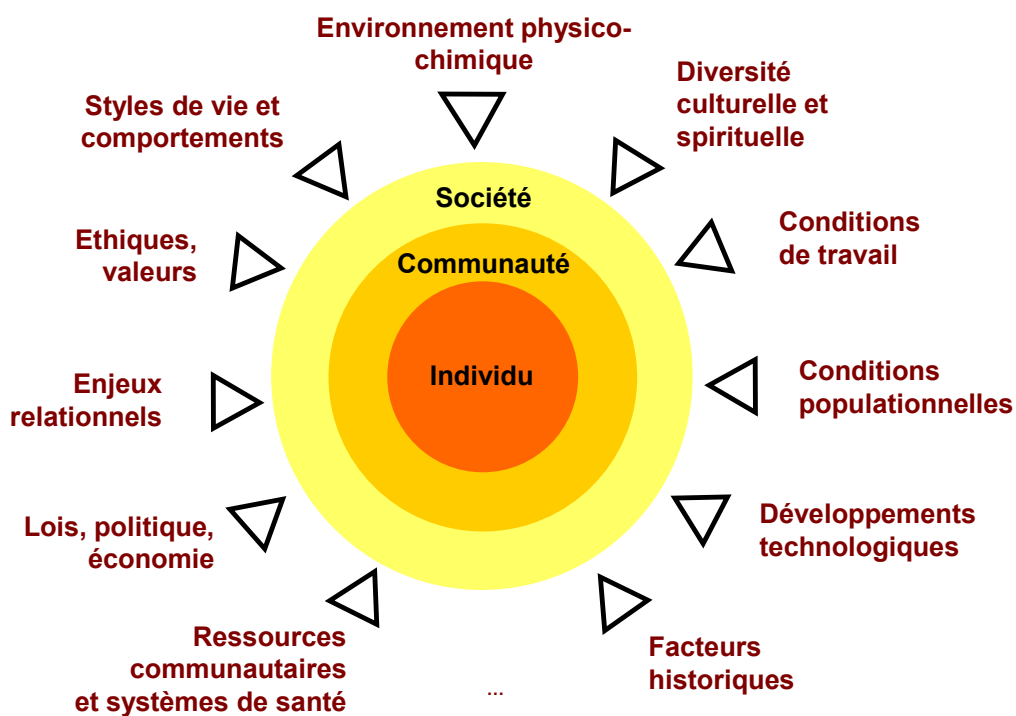 Environnement physico-
chimique
Diversité
culturelle et
spirituelle
Styles de vie et
comportements
Société
Conditions
de travail
Ethiques,
valeurs
Communauté
Individu
Enjeux
relationnels
Conditions
populationnelles
Lois, politique,
économie
Développements
technologiques
Ressources
communautaires
et systèmes de santé
...
Facteurs
historiques